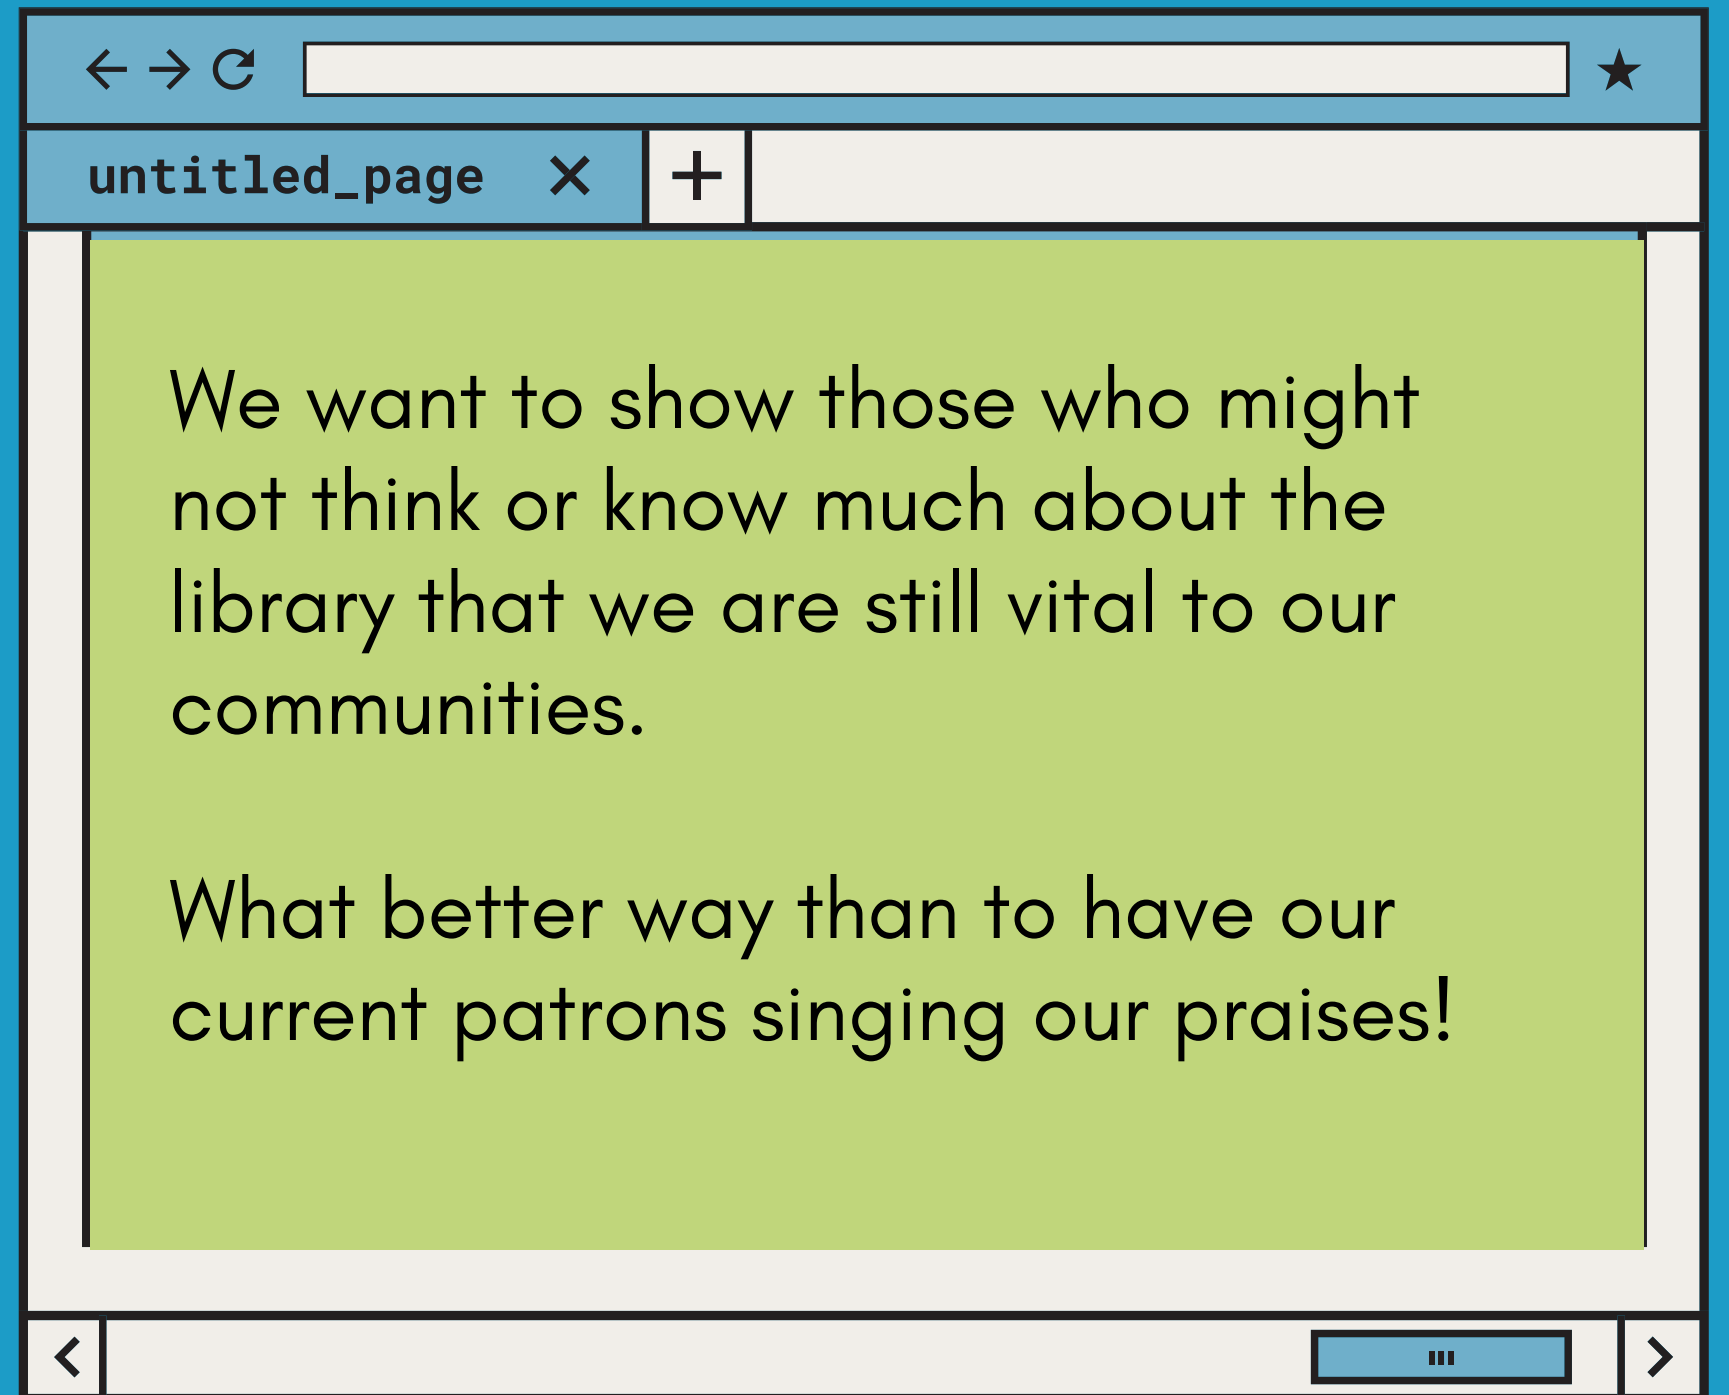 untitled_page
We want to show those who might
not think or know much about the
library that we are still vital to our
communities.
What better way than to have our
current patrons singing our praises!